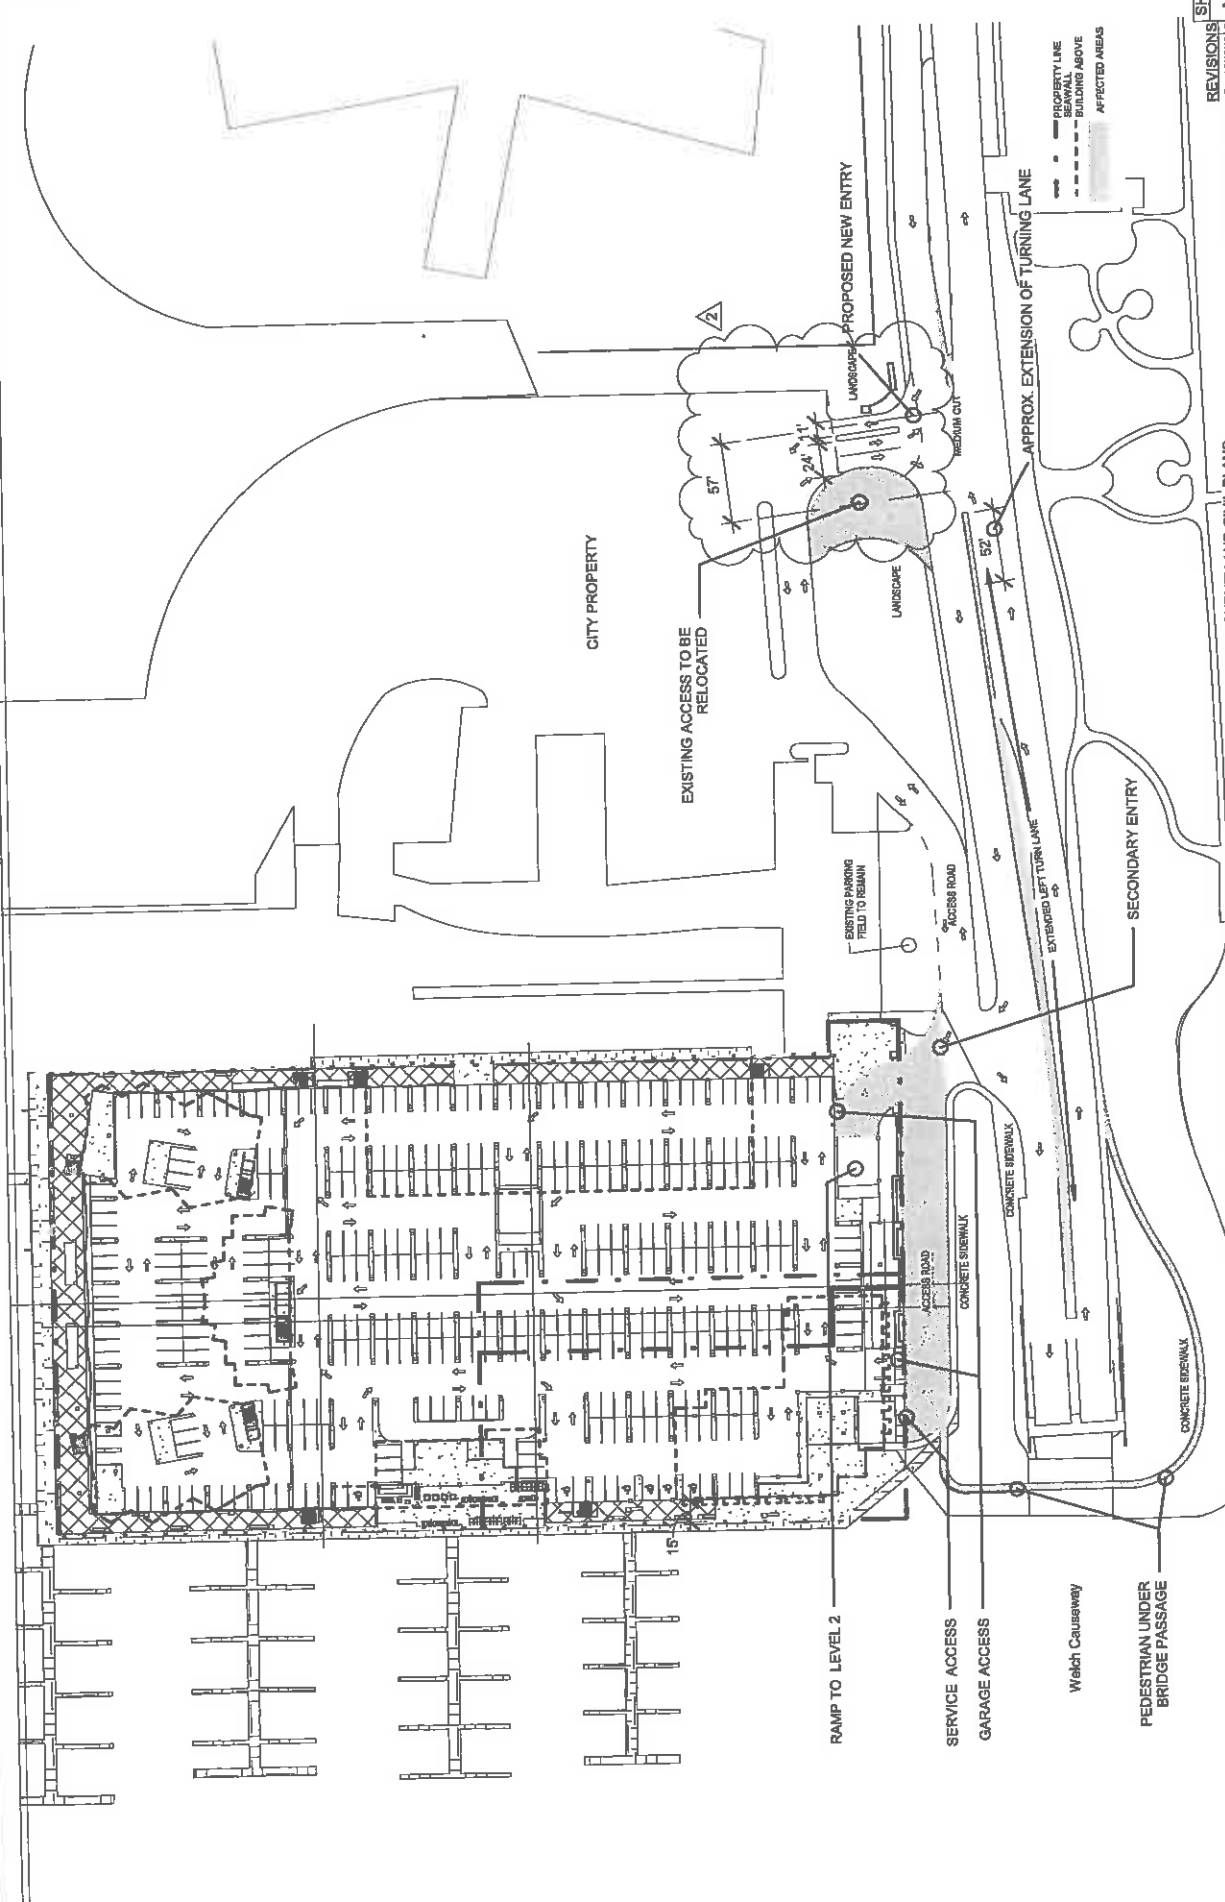 SH
REVISIONS
PROPERTY LINE
SEAWALL
BUILDING ABOVE
AFFECTED AREAS
PROPOSED NEW ENTRY
LANDSCAPE
2
APPROX. EXTENSION OF TURNING LANE
57'
24'
11'
MEDIUM CUT
52'
CITY PROPERTY
EXISTING ACCESS TO BE
RELOCATED
LANDSCAPE
EXISTING PARKING
FIELD TO REMAIN
ACCESS ROAD
EXTENDED LEFT TURN LANE
SECONDARY ENTRY
CONCRETE SIDEWALK
CONCRETE SIDEWALK
ACCESS ROAD
CONCRETE SIDEWALK
15'
RAMP TO LEVEL 2
SERVICE ACCESS
GARAGE ACCESS
Welch Causeway
PEDESTRIAN UNDER
BRIDGE PASSAGE